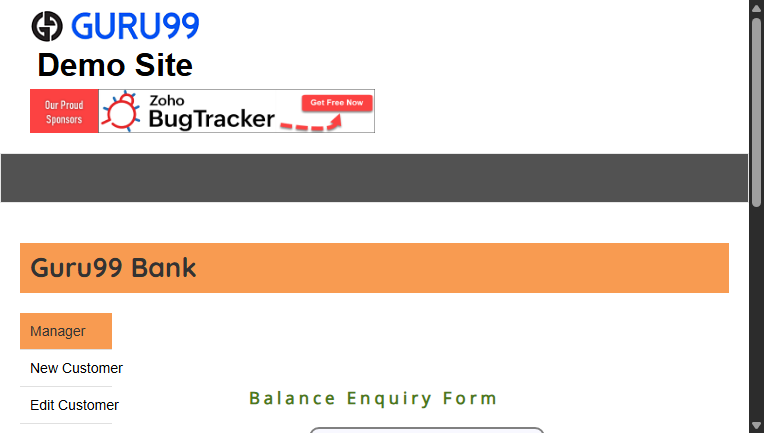 GURU99
Demo Site
Our Proud
Sponsors
Zoho
BugTracker
Get Free Now
Guru99 Bank
Manager
New Customer
Edit Customer
Balance Enquiry Form